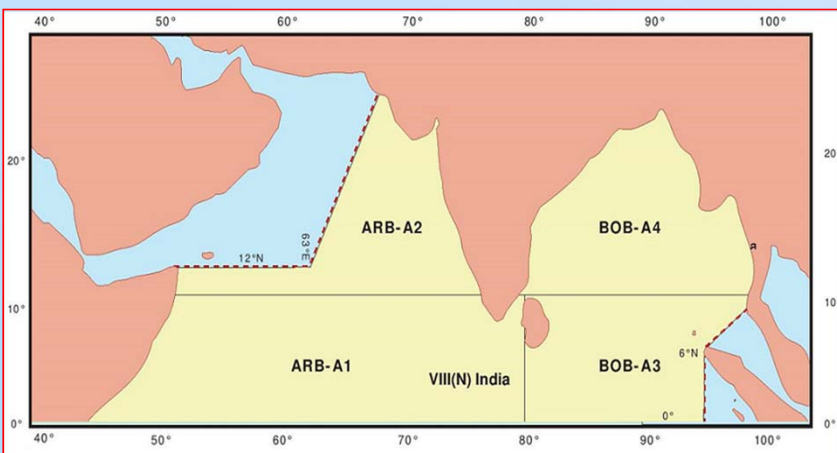 40° 50° 60° 70° 80° 90° 100°
20° 20
ARB-A2 BOB-A4
63°E
12°N
a
10° 10
6°N
ARB-A1 BOB-A3
VIII(N) India
0°
0° 0°
40° 50° 60° 70° 80° 90° 100°